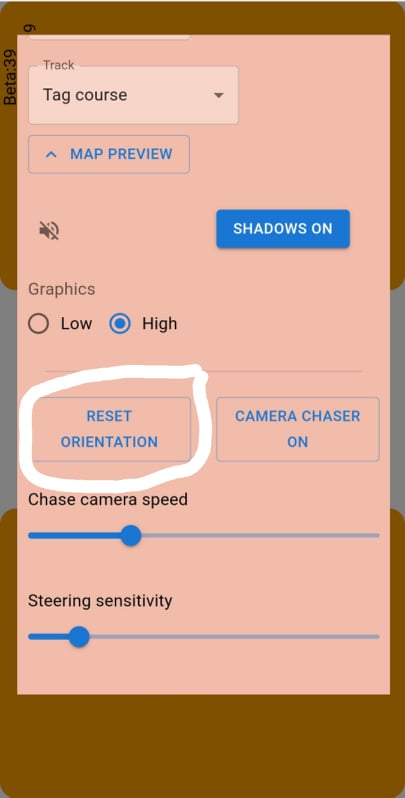 9
Beta:39
Track
Tag course
MAP PREVIEW
SHADOWS ON
Graphics
Low
High
RESET
ORIENTATION
CAMERA CHASER
ON
Chase camera speed
Steering sensitivity